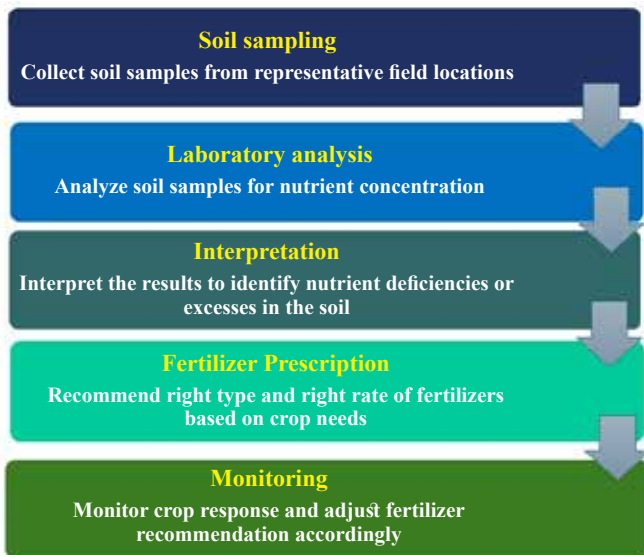 Soil sampling
Collect soil samples from representative field locations
Laboratory analysis
Analyze soil samples for nutrient concentration
Interpretation
Interpret the results to identify nutrient deficiencies or
excesses in the soil
Fertilizer Prescription
Recommend right type and right rate of fertilizers
based on crop needs
Monitoring
Monitor crop response and adjust fertilizer
recommendation accordingly